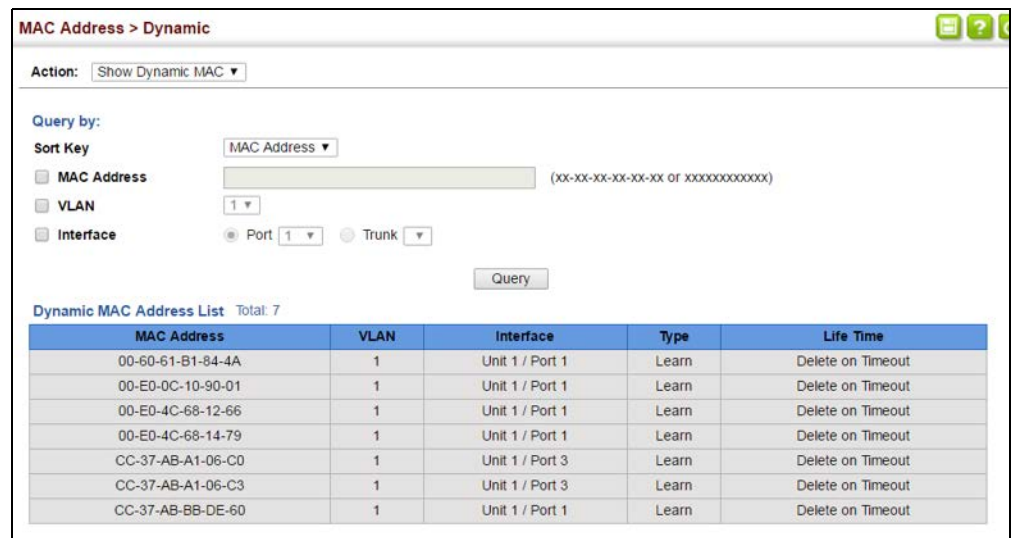 MAC Address > Dynamic
?
Action: Show Dynamic MAC
Query by:
Sort Key MAC Address
MAC Address (xx-xx-xx-xx-xx-xx or xxxxxxxxxxxx)
VLAN 1
Interface Port 1 Trunk
Query
Dynamic MAC Address List Total: 7
MAC Address VLAN Interface Type Life Time
00-60-61-B1-84-4A 1 Unit 1 / Port 1 Learn Delete on Timeout
00-E0-0C-10-90-01 1 Unit 1 / Port 1 Learn Delete on Timeout
00-E0-4C-68-12-66 1 Unit 1 / Port 1 Learn Delete on Timeout
00-E0-4C-68-14-79 1 Unit 1 / Port 1 Learn Delete on Timeout
CC-37-AB-A1-06-C0 1 Unit 1 / Port 3 Learn Delete on Timeout
CC-37-AB-A1-06-C3 1 Unit 1 / Port 3 Learn Delete on Timeout
CC-37-AB-BB-DE-60 1 Unit 1 / Port 1 Learn Delete on Timeout